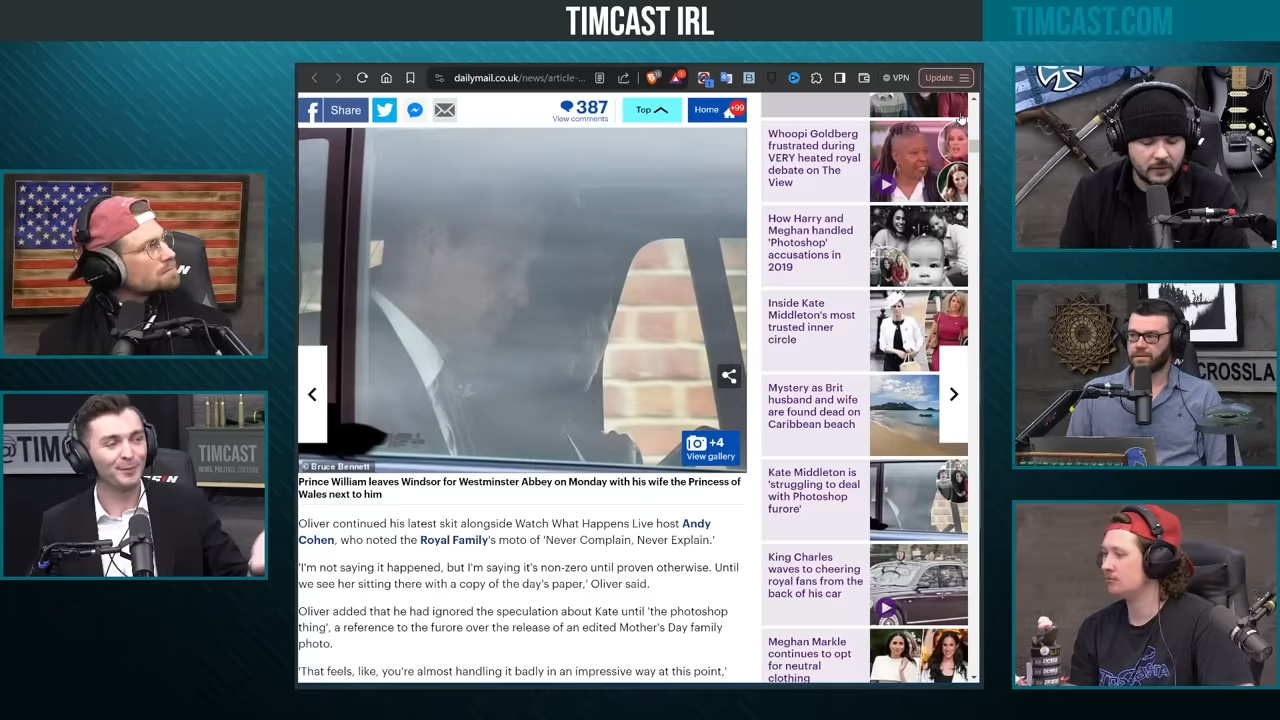 TIMCAST IRL
TIMCAST.COM
dailymail.co.uk/news/article-...
VPN
Update
Share
387
View comments
Top
Home
+99
Whoopi Goldberg
frustrated during
VERY heated royal
debate on The
View
How Harry and
Meghan handled
'Photoshop'
accusations in
2019
Inside Kate
Middleton's most
trusted inner
circle
Mystery as Brit
husband and wife
are found dead on
Caribbean beach
Kate Middleton is
'struggling to deal
with Photoshop
furore'
King Charles
waves to cheering
royal fans from the
back of his car
Meghan Markle
continues to opt
for neutral
clothing
+4
View gallery
© Bruce Bennett
Prince William leaves Windsor for Westminster Abbey on Monday with his wife the Princess of
Wales next to him
Oliver continued his latest skit alongside Watch What Happens Live host Andy
Cohen, who noted the Royal Family's moto of 'Never Complain, Never Explain.'
'I'm not saying it happened, but I'm saying it's non-zero until proven otherwise. Until
we see her sitting there with a copy of the day's paper,' Oliver said.
Oliver added that he had ignored the speculation about Kate until 'the photoshop
thing', a reference to the furore over the release of an edited Mother's Day family
photo.
'That feels, like, you're almost handling it badly in an impressive way at this point,'
@TIM
TIMCAST
NEWS. POLITICS. CULTURE
CROSSLA